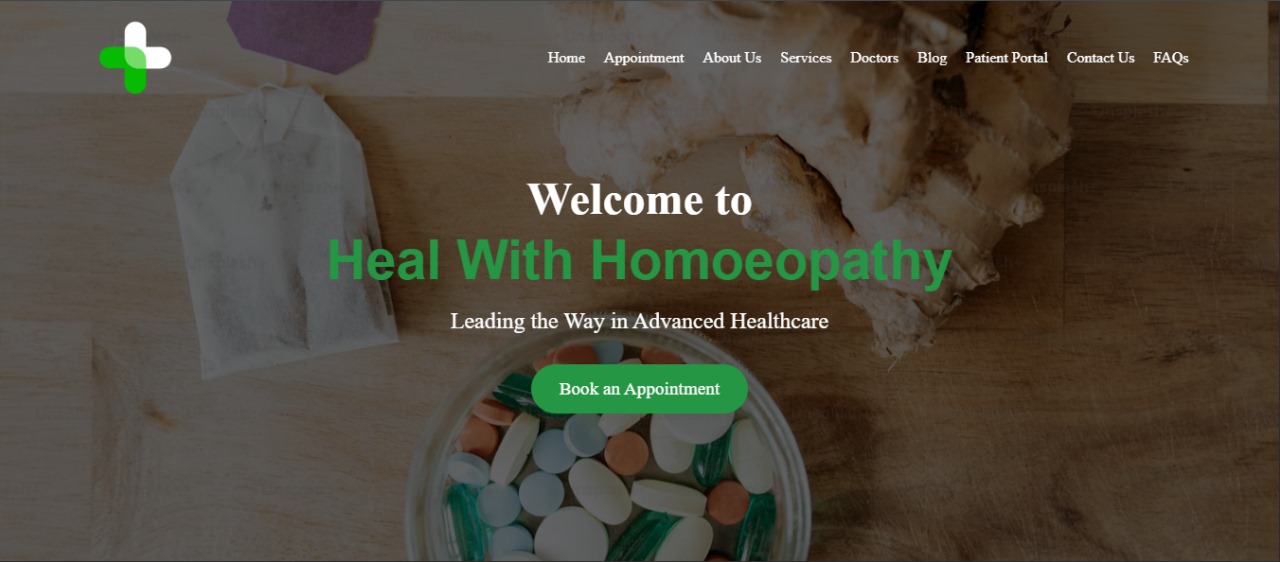 Home Appointment About Us Services Doctors Blog Patient Portal Contact Us FAQs
Welcome to
Heal With Homoeopathy
Leading the Way in Advanced Healthcare
Book an Appointment